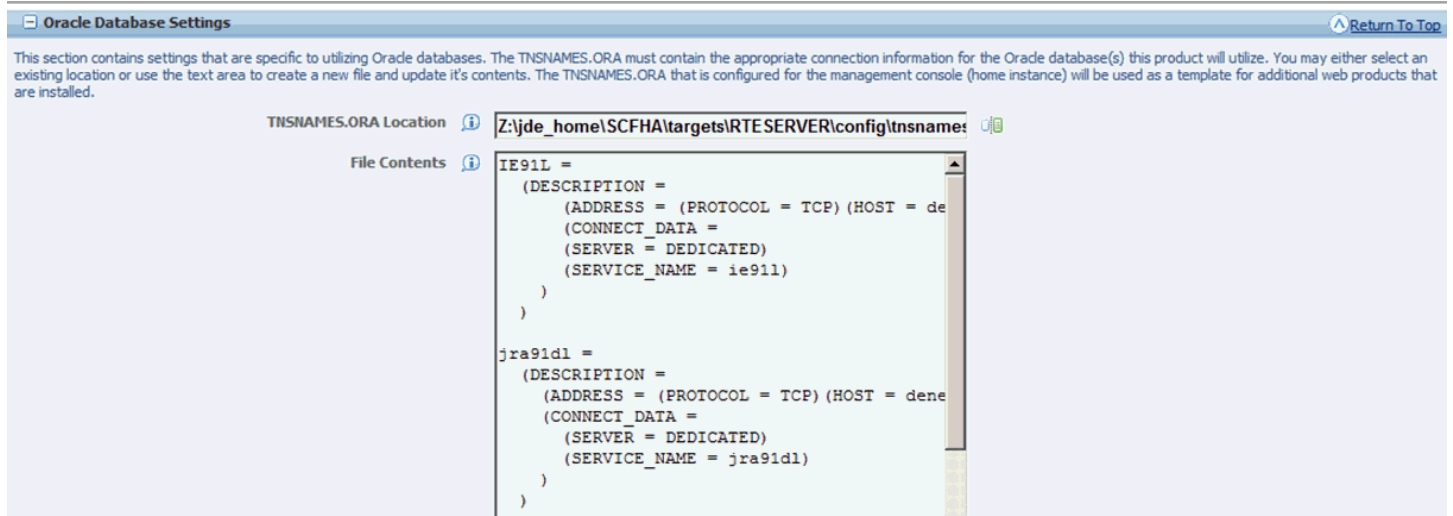 Oracle Database Settings
Return To Top
This section contains settings that are specific to utilizing Oracle databases. The TNSNAMES.ORA must contain the appropriate connection information for the Oracle database(s) this product will utilize. You may either select an
existing location or use the text area to create a new file and update it's contents. The TNSNAMES.ORA that is configured for the management console (home instance) will be used as a template for additional web products that
are installed.
TNSNAMES.ORA Location
Z:\jde_home\SCFHA\targets\RTESERVER\config\tnsnames
File Contents
IE91L =
(DESCRIPTION =
(ADDRESS = (PROTOCOL = TCP)(HOST = de
(CONNECT_DATA =
(SERVER = DEDICATED)
(SERVICE_NAME = ie91l)
)
)
jra91dl =
(DESCRIPTION =
(ADDRESS = (PROTOCOL = TCP)(HOST = dene
(CONNECT_DATA =
(SERVER = DEDICATED)
(SERVICE_NAME = jra91dl)
)
)